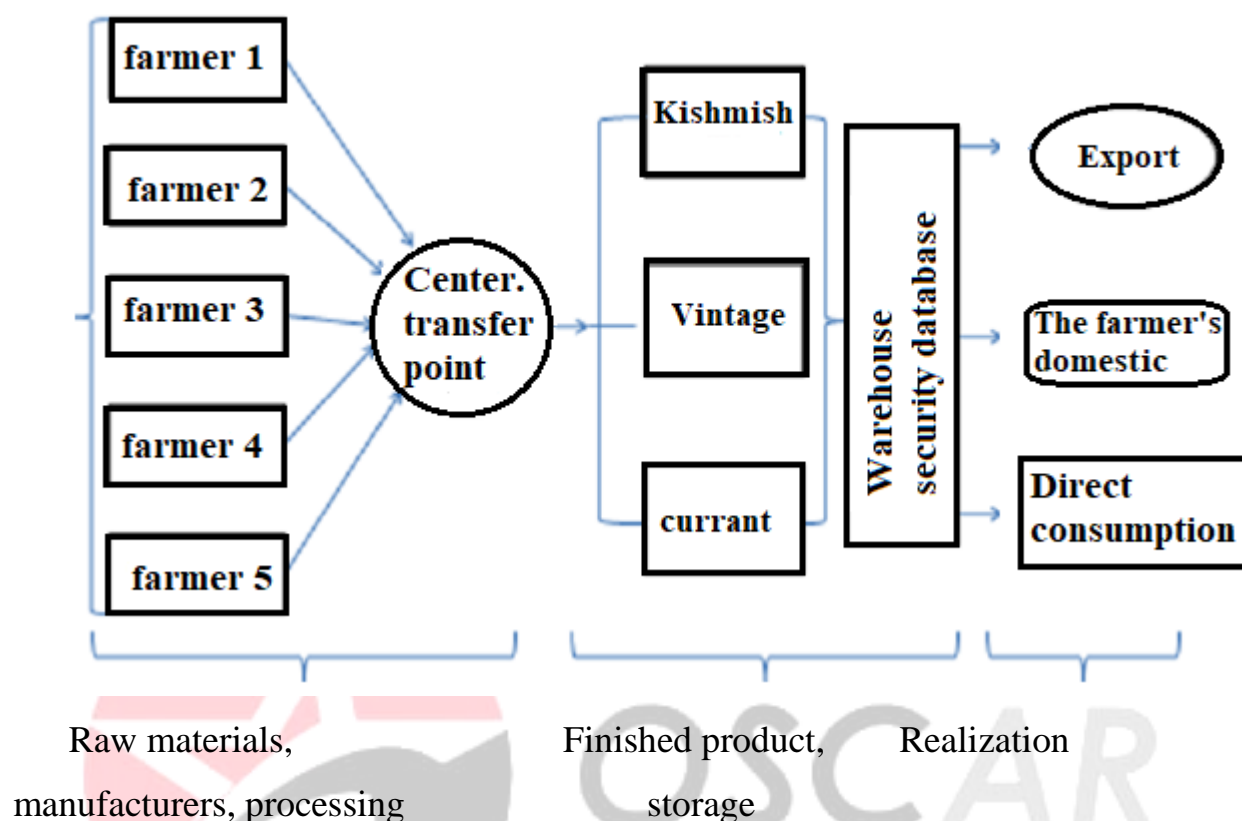 farmer 1
farmer 2
farmer 3
farmer 4
farmer 5
Center.
transfer
point
Kishmish
Vintage
currant
Warehouse
security database
Export
The farmer's
domestic
Direct
consumption
Raw materials,
manufacturers, processing
Finished product,
storage
Realization
OSCAR